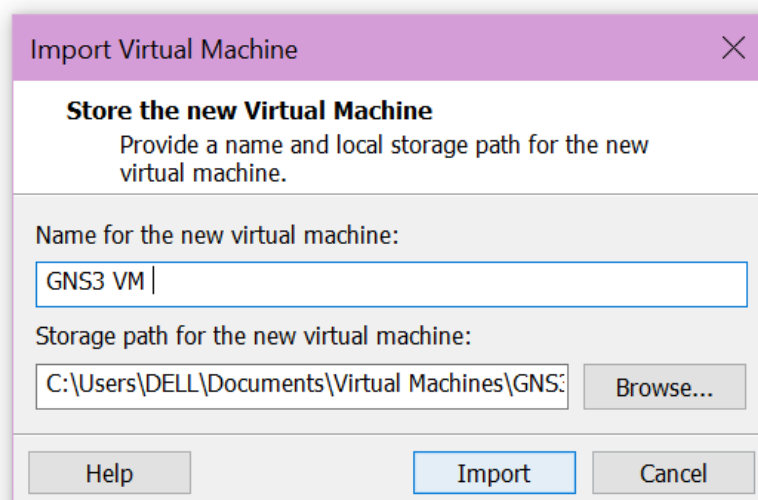 Import Virtual Machine
Store the new Virtual Machine
Provide a name and local storage path for the new
virtual machine.
Name for the new virtual machine:
GNS3 VM
Storage path for the new virtual machine:
C:\Users\DELL\Documents\Virtual Machines\GNS3
Browse...
Help
Import
Cancel